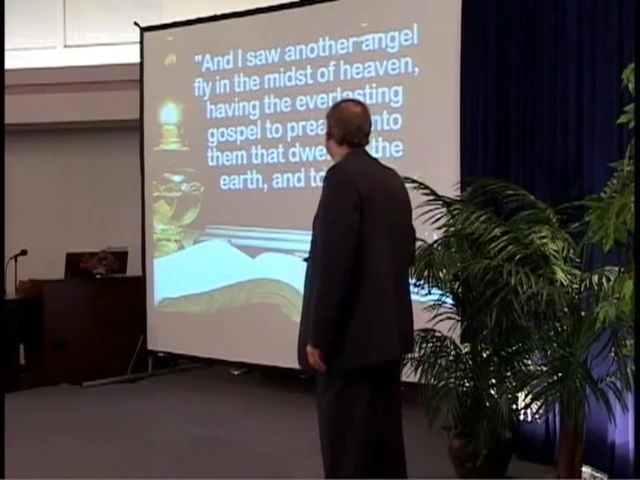 "And I saw another angel
fly in the midst of heaven,
having the everlasting
gospel to
them that the
earth, and